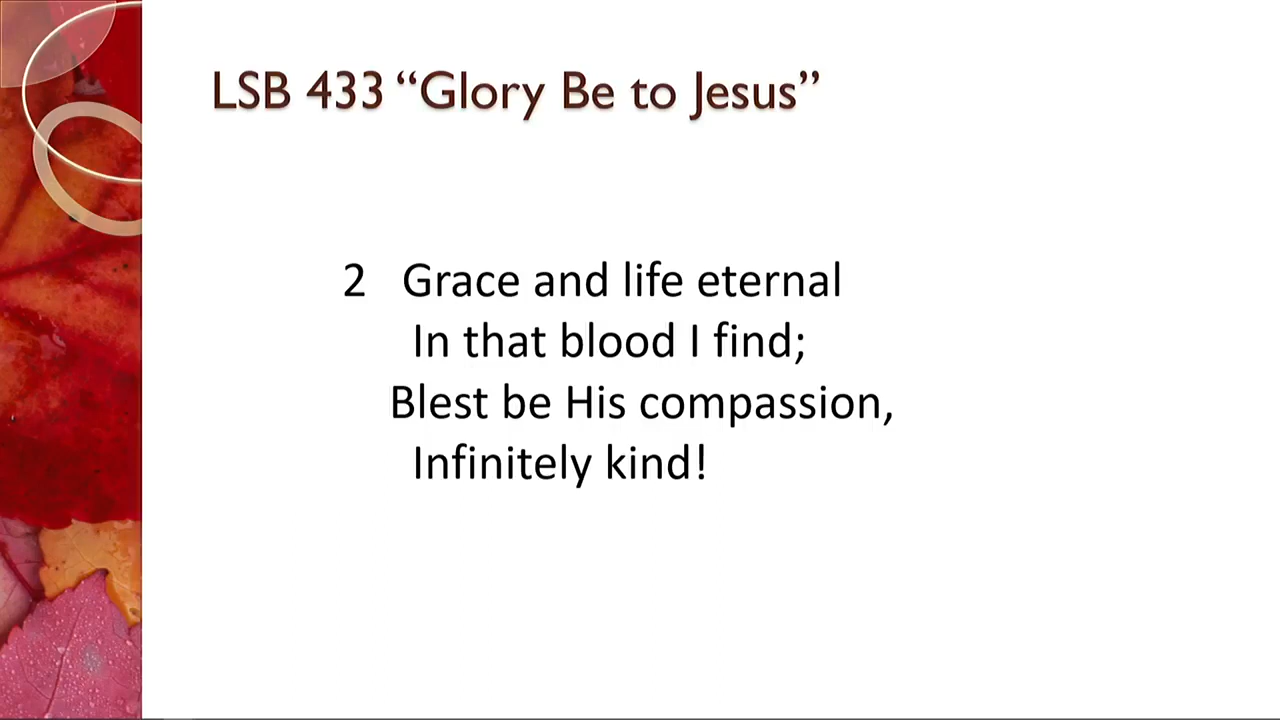 LSB 433 “Glory Be to Jesus”
2 Grace and life eternal
In that blood I find;
Blest be His compassion,
Infinitely kind!